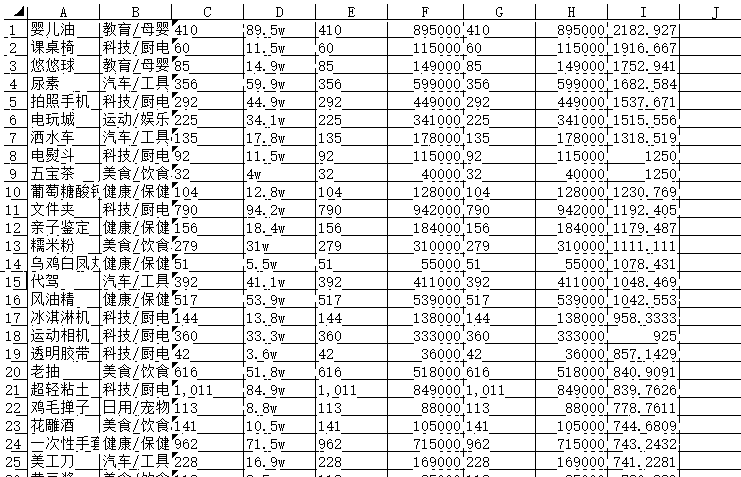 A B C D E F G H I J
1 婴儿油 教育/母婴 410 89.5w 410 895000 410 895000 2182.927
2 课桌椅 科技/厨电 60 11.5w 60 115000 60 115000 1916.667
3 悠悠球 教育/母婴 85 14.9w 85 149000 85 149000 1752.941
4 尿素 汽车/工具 356 59.9w 356 599000 356 599000 1682.584
5 拍照手机 科技/厨电 292 44.9w 292 449000 292 449000 1537.671
6 电玩城 运动/娱乐 225 34.1w 225 341000 225 341000 1515.556
7 洒水车 汽车/工具 135 17.8w 135 178000 135 178000 1318.519
8 电熨斗 科技/厨电 92 11.5w 92 115000 92 115000 1250
9 五宝茶 美食/饮食 32 4w 32 40000 32 40000 1250
10 葡萄糖酸钙 健康/保健 104 12.8w 104 128000 104 128000 1230.769
11 文件夹 科技/厨电 790 94.2w 790 942000 790 942000 1192.405
12 亲子鉴定 健康/保健 156 18.4w 156 184000 156 184000 1179.487
13 糯米粉 美食/饮食 279 31w 279 310000 279 310000 1111.111
14 乌鸡白凤丸 健康/保健 51 5.5w 51 55000 51 55000 1078.431
15 代驾 汽车/工具 392 41.1w 392 411000 392 411000 1048.469
16 风油精 健康/保健 517 53.9w 517 539000 517 539000 1042.553
17 冰淇淋机 科技/厨电 144 13.8w 144 138000 144 138000 958.3333
18 运动相机 科技/厨电 360 33.3w 360 333000 360 333000 925
19 透明胶带 科技/厨电 42 3.6w 42 36000 42 36000 857.1429
20 老抽 美食/饮食 616 51.8w 616 518000 616 518000 840.9091
21 超轻粘土 科技/厨电 1,011 84.9w 1,011 849000 1,011 849000 839.7626
22 鸡毛掸子 日用/宠物 113 8.8w 113 88000 113 88000 778.7611
23 花雕酒 美食/饮食 141 10.5w 141 105000 141 105000 744.6809
24 一次性手套 健康/保健 962 71.5w 962 715000 962 715000 743.2432
25 美工刀 汽车/工具 228 16.9w 228 169000 228 169000 741.2281